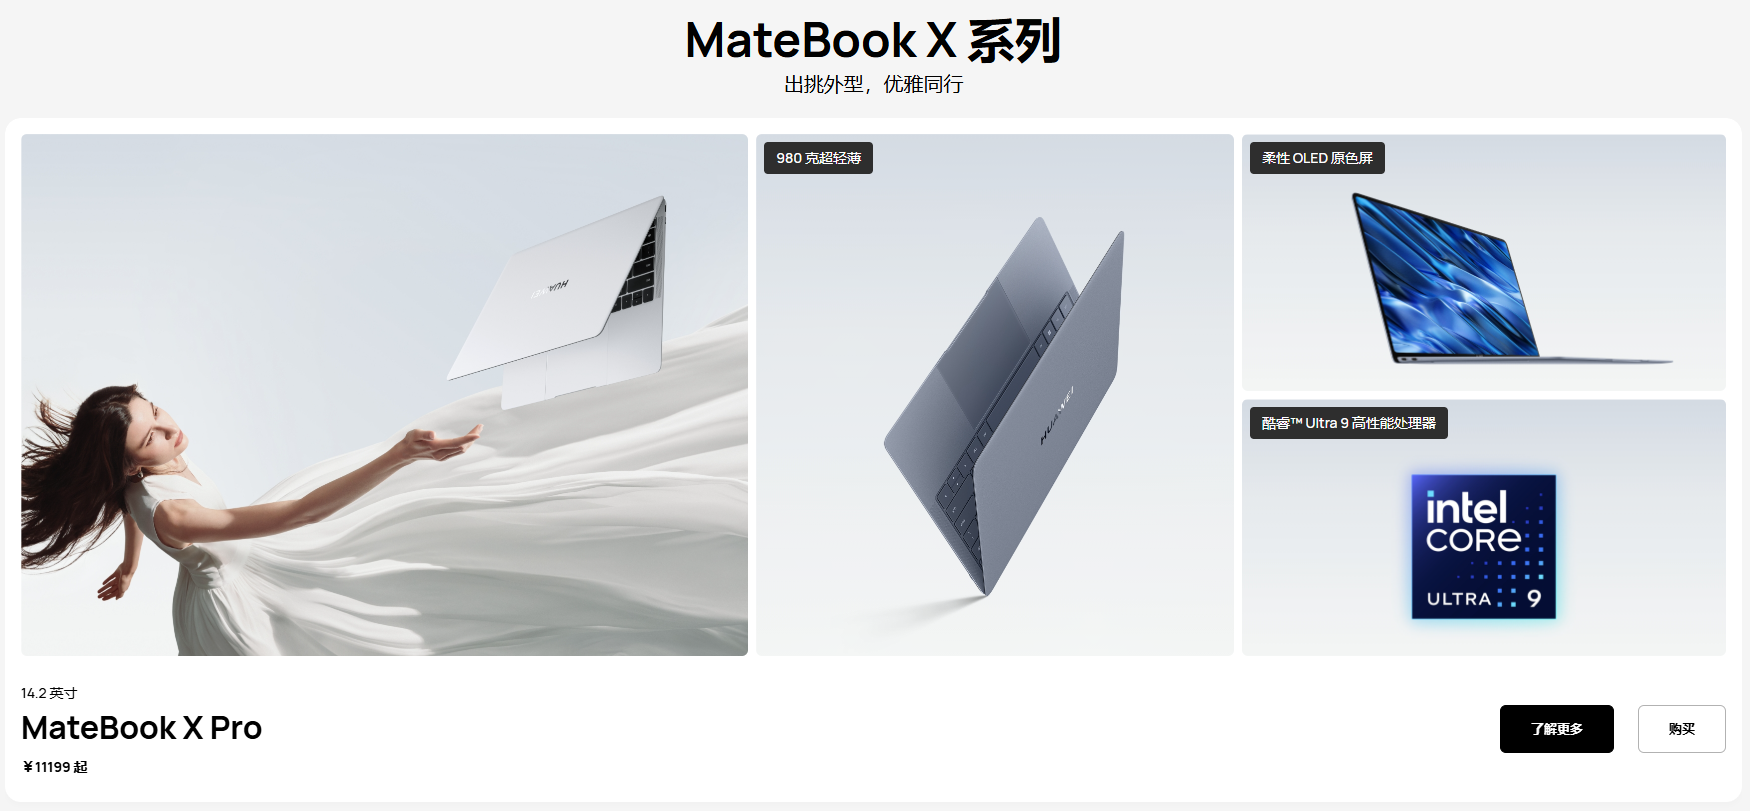 MateBook X 系列
出挑外型，优雅同行
HUAWEI
980 克超轻薄
HUAWEI
柔性 OLED 原色屏
酷睿™ Ultra 9 高性能处理器
intel
CORE
ULTRA 9
14.2 英寸
MateBook X Pro
￥11199 起
了解更多
购买